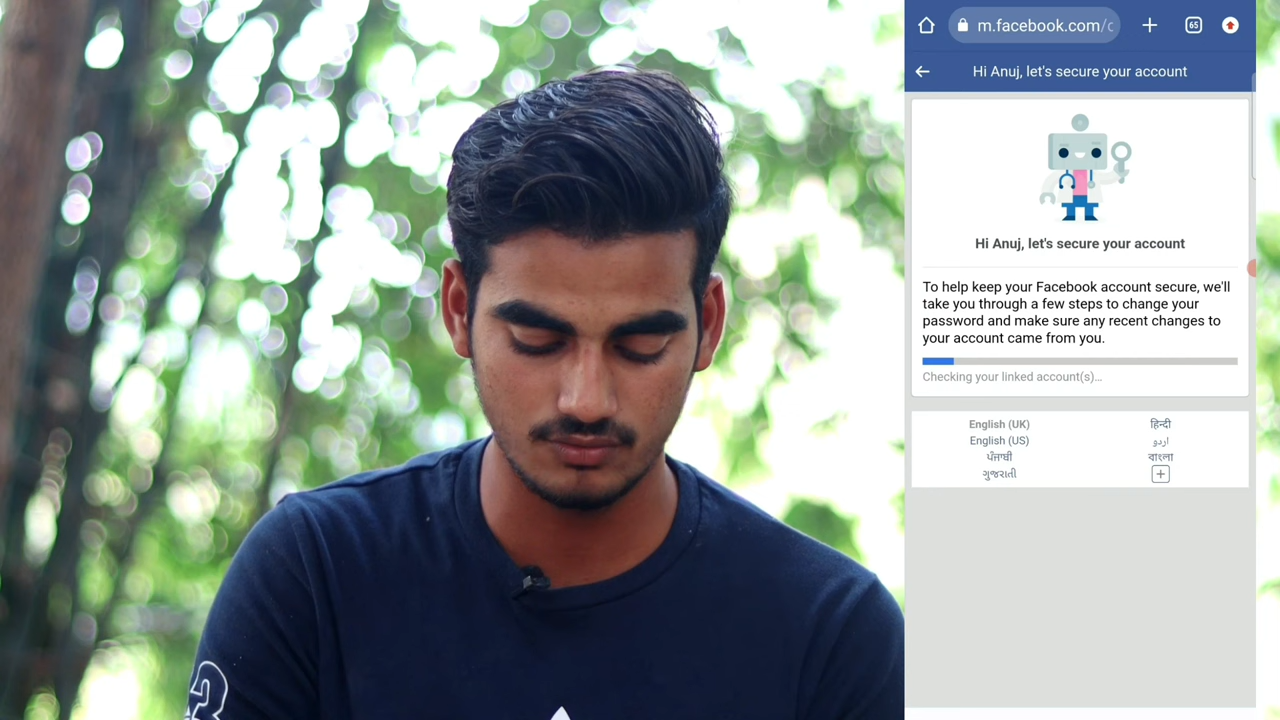 m.facebook.com/c
65
Hi Anuj, let's secure your account
Hi Anuj, let's secure your account
To help keep your Facebook account secure, we'll
take you through a few steps to change your
password and make sure any recent changes to
your account came from you.
Checking your linked account(s)...
English (UK) हिन्दी
English (US) اردو
ਪੰਜਾਬੀ বাংলা
ગુજરાતી
3